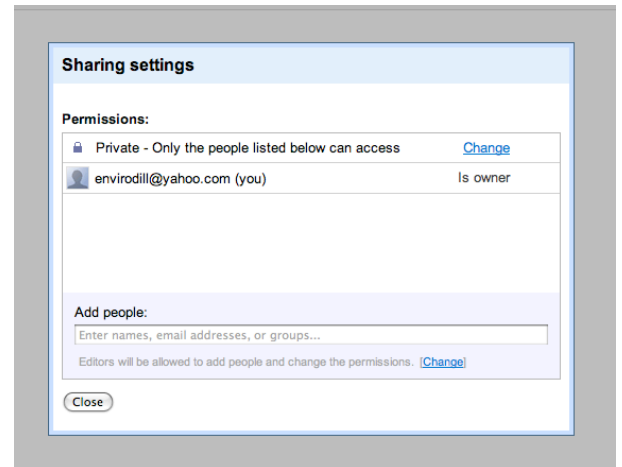 Sharing settings
Permissions:
Private - Only the people listed below can access Change
envirodill@yahoo.com (you) Is owner
Add people:
Enter names, email addresses, or groups...
Editors will be allowed to add people and change the permissions. [Change]
Close